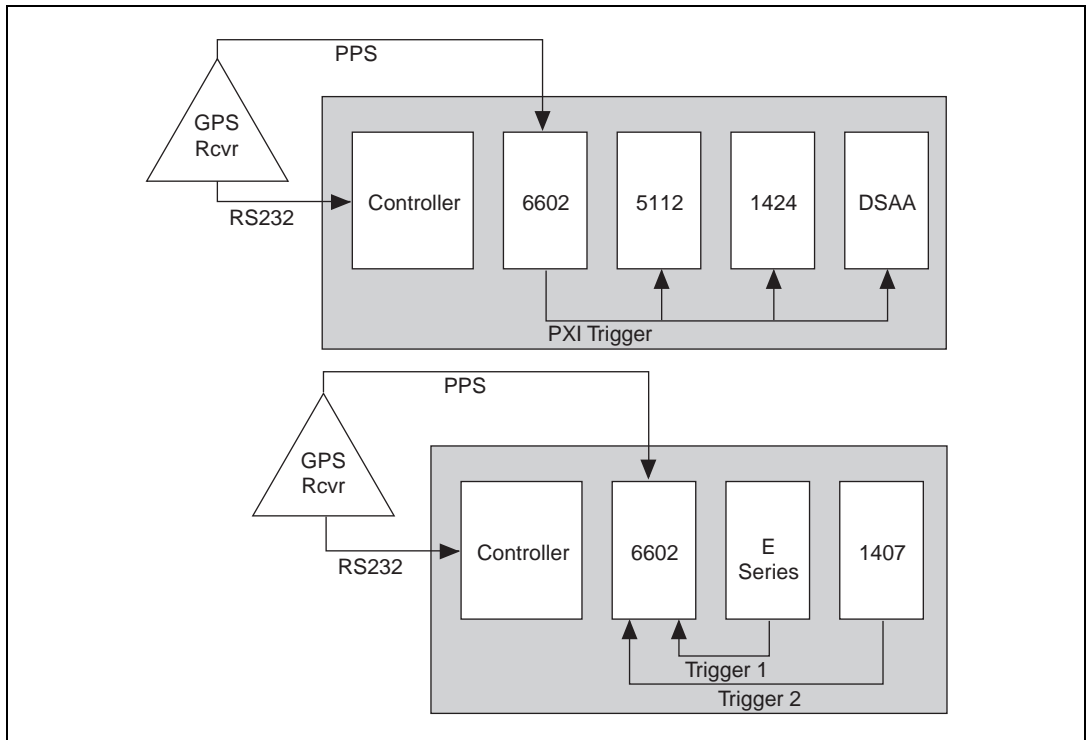 PPS
GPS
Rcvr
RS232
Controller
6602
5112
1424
DSAA
PXI Trigger
PPS
GPS
Rcvr
RS232
Controller
6602
E
Series
1407
Trigger 1
Trigger 2